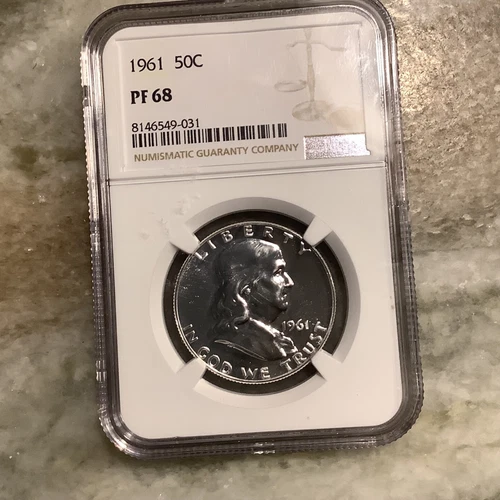 1961 50C
PF 68
8146549-031
NUMISMATIC GUARANTY COMPANY
LIBERTY
1961
IN GOD WE TRUST